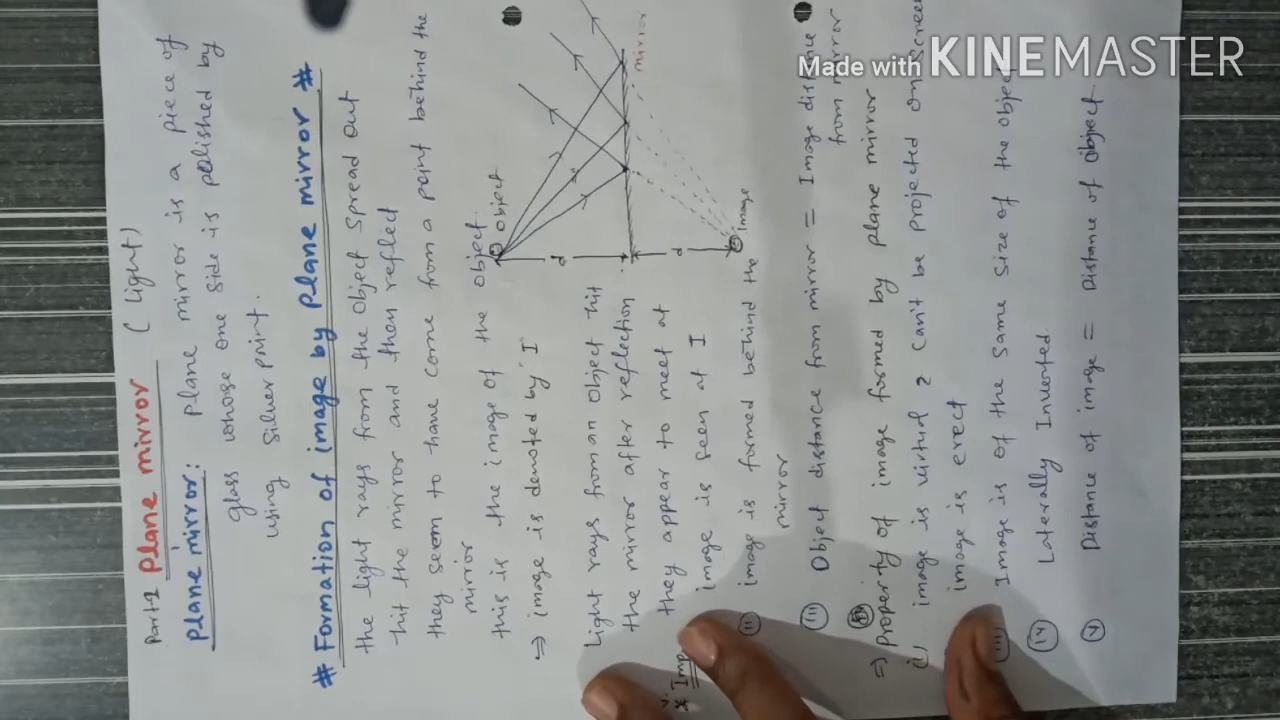 Part 2 Plane mirror ( light)
Plane mirror: Plane mirror is a piece of
glass whose one side is polished by
using silver paint.
# Formation of image by Plane mirror #
the light rays from the Object Spread Out
hit the mirror and then reflect
they seem to have come from a point behind the
mirror
this is the image of the Object.
⇒ image is denoted by 'I'
Object
mirror
d
d
Image
Light rays from an Object hit
the mirror after reflection
they appear to meet at
V. Imp
image is seen at I
(ii) image is formed behind the
mirror
(iii) Object distance from mirror = Image distance
from mirror
⇒ property of image formed by plane mirror
(i) image is virtual 2 can't be projected on Screen
image is erect
(iii) Image is of the Same Size of the Object
(iv) Laterally Inverted
(v) Distance of image = Distance of Object.
Made with KINEMASTER